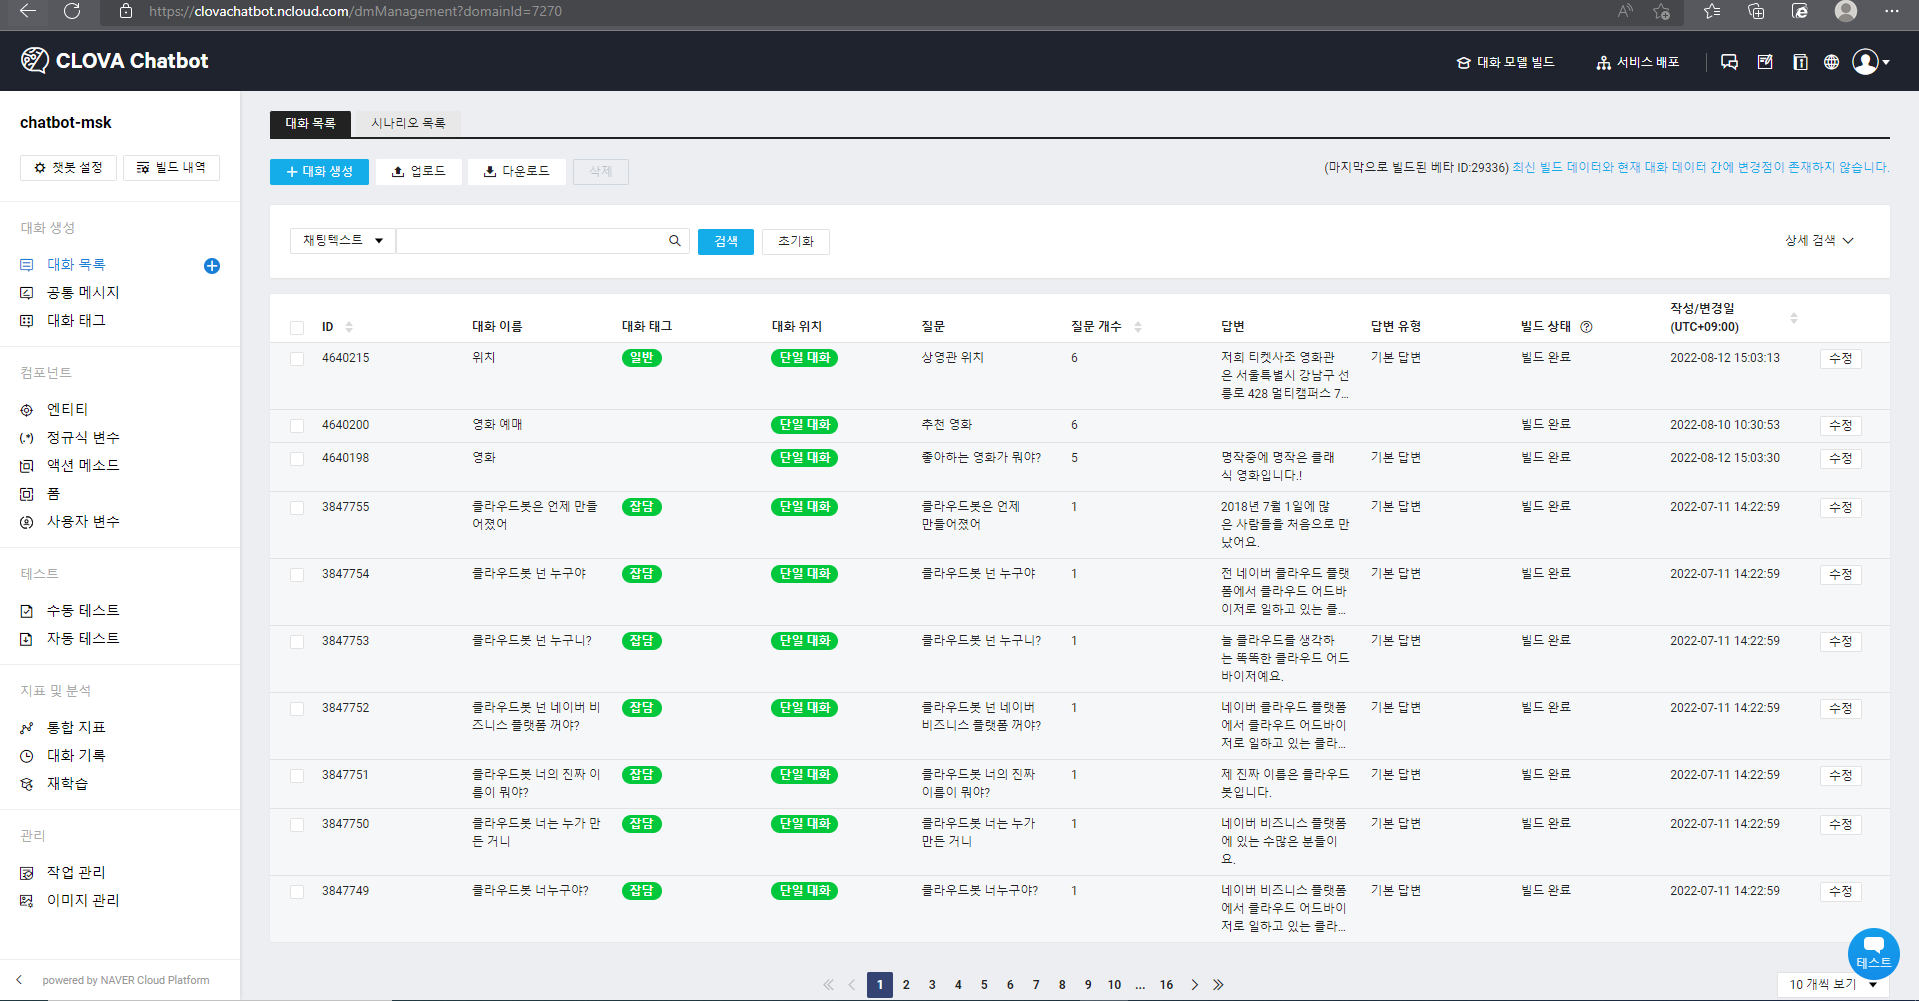 https://clovachatbot.ncloud.com/dmManagement?domainId=7270
CLOVA Chatbot
대화 모델 빌드
서비스 배포
chatbot-msk
챗봇 설정
빌드 내역
대화 생성
대화 목록
공통 메시지
대화 태그
컴포넌트
엔티티
(.*) 정규식 변수
액션 메소드
폼
사용자 변수
테스트
수동 테스트
자동 테스트
지표 및 분석
통합 지표
대화 기록
재학습
관리
작업 관리
이미지 관리
powered by NAVER Cloud Platform
대화 목록
시나리오 목록
+ 대화 생성
업로드
다운로드
삭제
(마지막으로 빌드된 베타 ID:29336) 최신 빌드 데이터와 현재 대화 데이터 간에 변경점이 존재하지 않습니다.
채팅텍스트
검색
초기화
상세 검색
ID
대화 이름
대화 태그
대화 위치
질문
질문 개수
답변
답변 유형
빌드 상태
작성/변경일
(UTC+09:00)
4640215
위치
일반
단일 대화
상영관 위치
6
저희 티켓사조 영화관
은 서울특별시 강남구 선
릉로 428 멀티캠퍼스 7...
기본 답변
빌드 완료
2022-08-12 15:03:13
수정
4640200
영화 예매
단일 대화
추천 영화
6
빌드 완료
2022-08-10 10:30:53
수정
4640198
영화
단일 대화
좋아하는 영화가 뭐야?
5
명작중에 명작은 클래
식 영화입니다.!
기본 답변
빌드 완료
2022-08-12 15:03:30
수정
3847755
클라우드봇은 언제 만들
어졌어
잡담
단일 대화
클라우드봇은 언제
만들어졌어
1
2018년 7월 1일에 많
은 사람들을 처음으로 만
났어요.
기본 답변
빌드 완료
2022-07-11 14:22:59
수정
3847754
클라우드봇 넌 누구야
잡담
단일 대화
클라우드봇 넌 누구야
1
전 네이버 클라우드 플랫
폼에서 클라우드 어드바
이저로 일하고 있는 클...
기본 답변
빌드 완료
2022-07-11 14:22:59
수정
3847753
클라우드봇 넌 누구니?
잡담
단일 대화
클라우드봇 넌 누구니?
1
늘 클라우드를 생각하
는 똑똑한 클라우드 어드
바이저예요.
기본 답변
빌드 완료
2022-07-11 14:22:59
수정
3847752
클라우드봇 넌 네이버 비
즈니스 플랫폼 꺼야?
잡담
단일 대화
클라우드봇 넌 네이버
비즈니스 플랫폼 꺼야?
1
네이버 클라우드 플랫폼
에서 클라우드 어드바이
저로 일하고 있는 클라...
기본 답변
빌드 완료
2022-07-11 14:22:59
수정
3847751
클라우드봇 너의 진짜 이
름이 뭐야?
잡담
단일 대화
클라우드봇 너의 진짜
이름이 뭐야?
1
제 진짜 이름은 클라우드
봇입니다.
기본 답변
빌드 완료
2022-07-11 14:22:59
수정
3847750
클라우드봇 너는 누가 만
든 거니
잡담
단일 대화
클라우드봇 너는 누가
만든 거니
1
네이버 비즈니스 플랫폼
에 있는 수많은 분들이
요.
기본 답변
빌드 완료
2022-07-11 14:22:59
수정
3847749
클라우드봇 너누구야?
잡담
단일 대화
클라우드봇 너누구야?
1
네이버 비즈니스 플랫폼
에서 클라우드 어드바이
저로 일하고 있는 클라...
기본 답변
빌드 완료
2022-07-11 14:22:59
수정
테스트
1 2 3 4 5 6 7 8 9 10 ... 16
10 개씩 보기